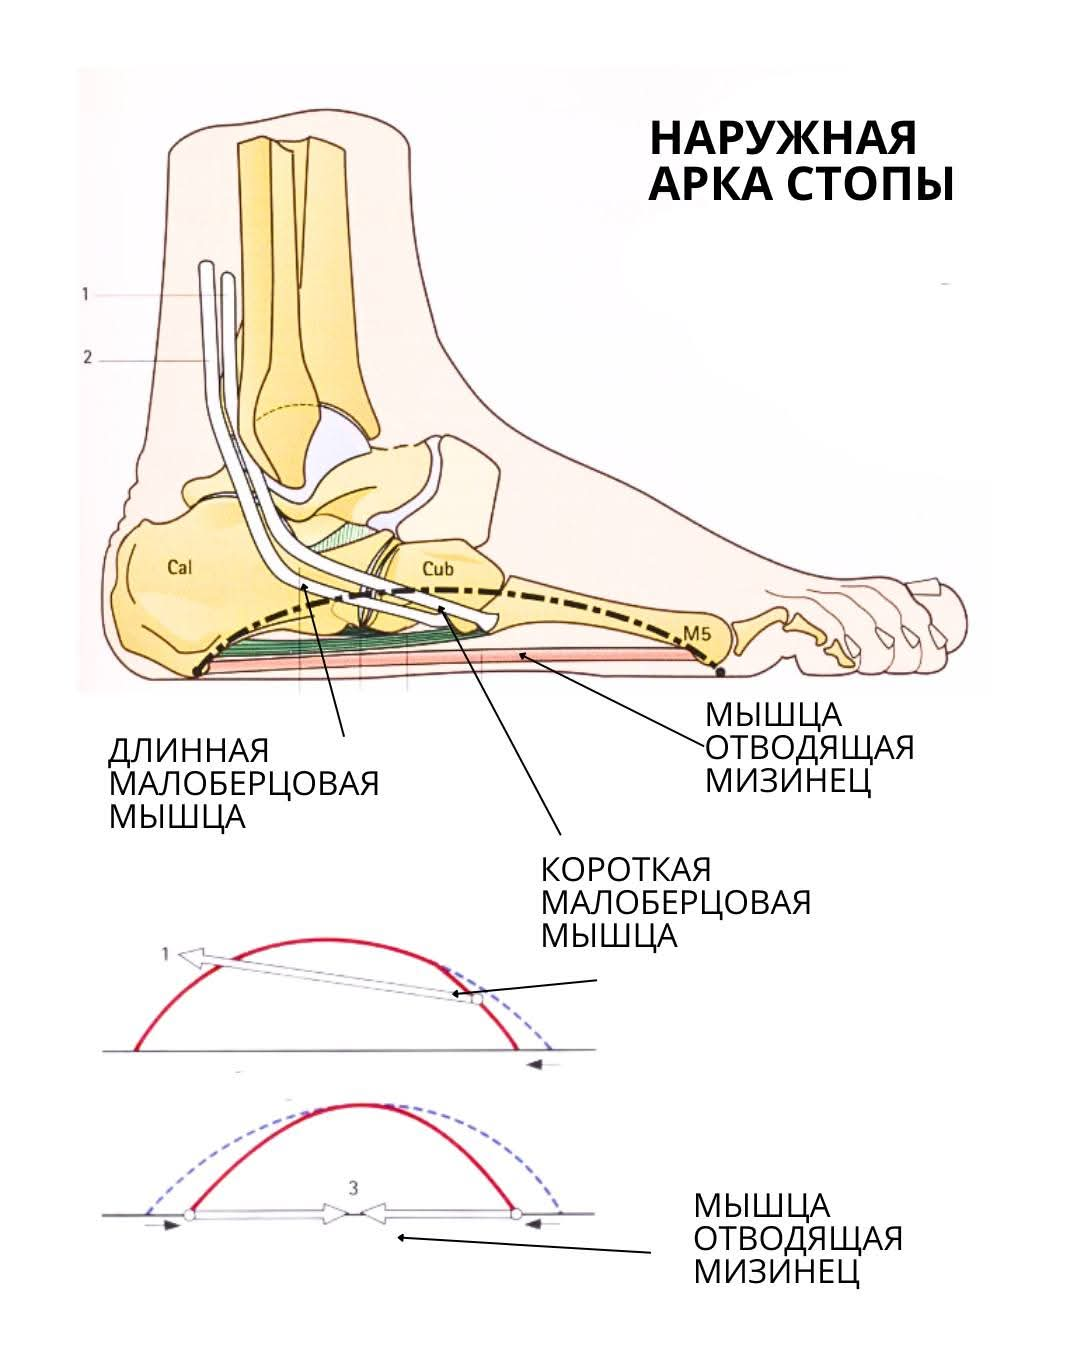 НАРУЖНАЯ
АРКА СТОПЫ
1
2
Cal
Cub
M5
ДЛИННАЯ
МАЛОБЕРЦОВАЯ
МЫШЦА
МЫШЦА
ОТВОДЯЩАЯ
МИЗИНЕЦ
КОРОТКАЯ
МАЛОБЕРЦОВАЯ
МЫШЦА
1
3
МЫШЦА
ОТВОДЯЩАЯ
МИЗИНЕЦ